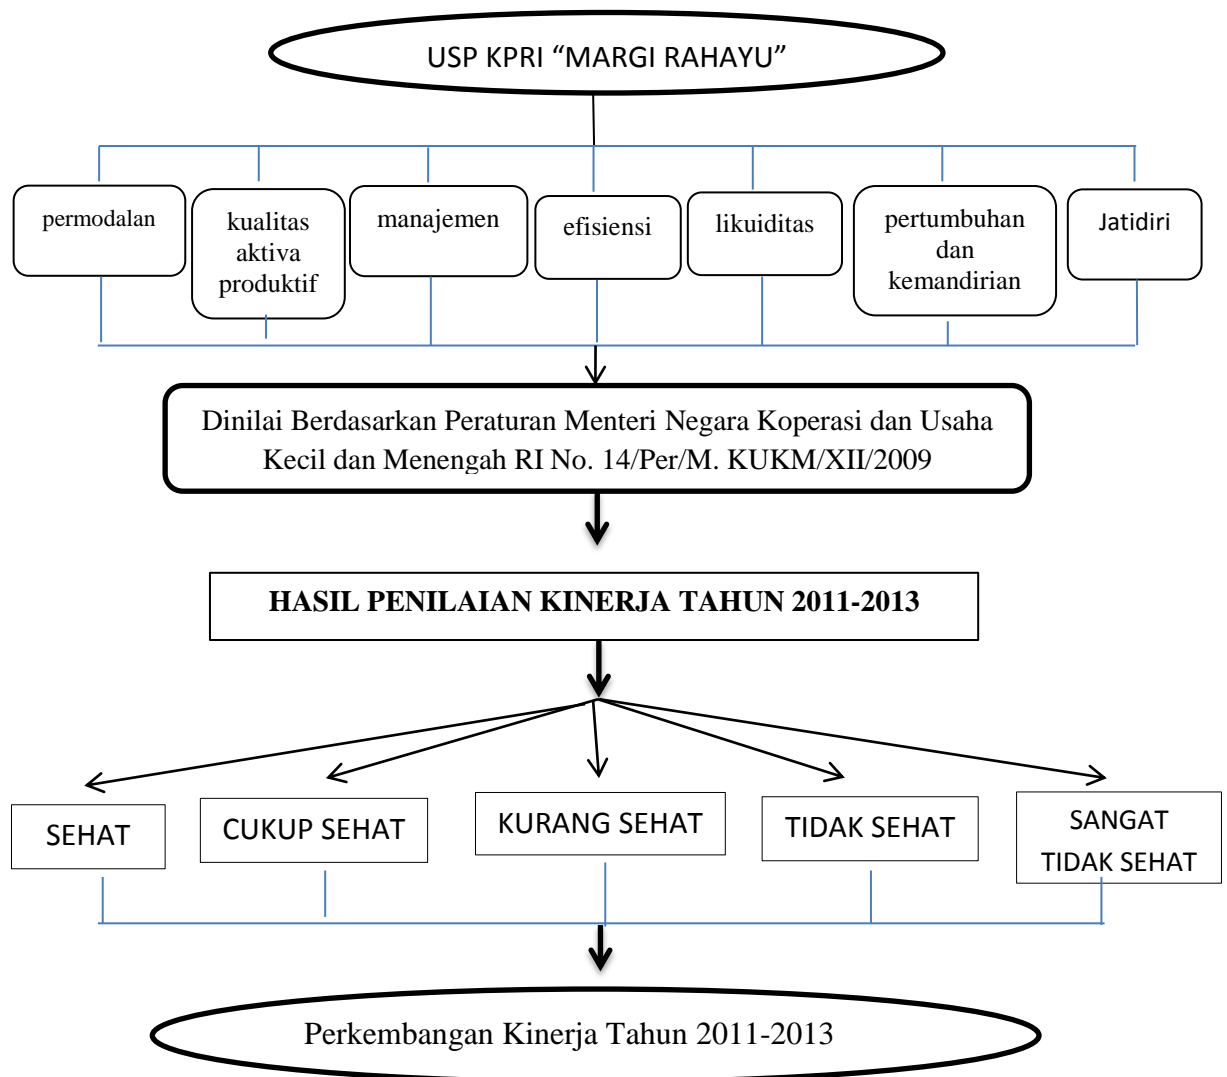 USP KPRI “MARGI RAHAYU”
permodalan
kualitas
aktiva
produktif
manajemen
efisiensi
likuiditas
pertumbuhan
dan
kemandirian
Jatidiri
Dinilai Berdasarkan Peraturan Menteri Negara Koperasi dan Usaha
Kecil dan Menengah RI No. 14/Per/M. KUKM/XII/2009
HASIL PENILAIAN KINERJA TAHUN 2011-2013
SEHAT
CUKUP SEHAT
KURANG SEHAT
TIDAK SEHAT
SANGAT
TIDAK SEHAT
Perkembangan Kinerja Tahun 2011-2013